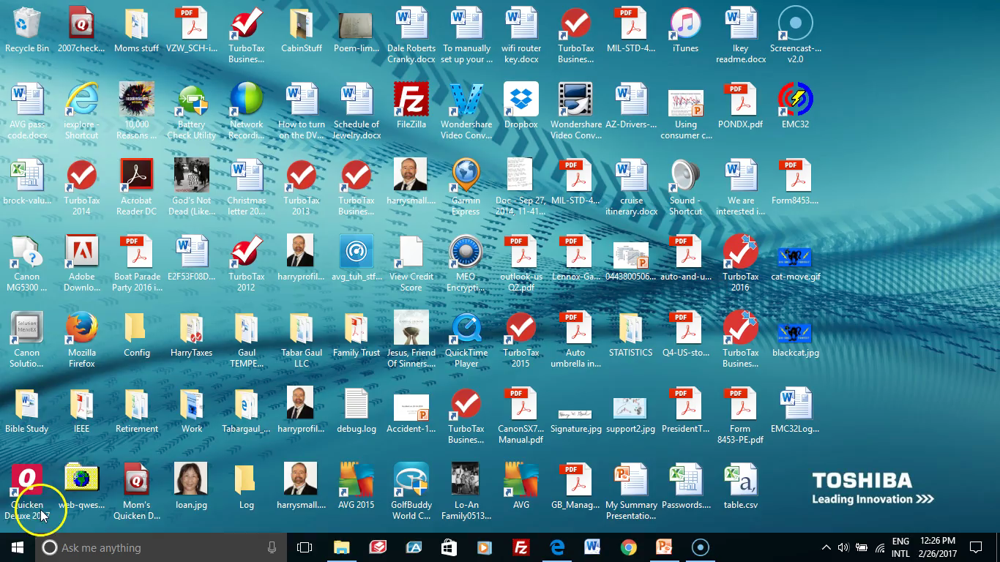 Recycle Bin
2007check...
Moms stuff
VZW_SCH-i...
TurboTax
Busines...
CabinStuff
Poem-lim...
Dale Roberts
Cranky.docx
To manually
set up your ...
wifi router
key.docx
TurboTax
Busines...
MIL-STD-4...
iTunes
Ikey
readme.docx
Screencast-...
v2.0
AVG pass
code.docx
iexplore -
Shortcut
10,000
Reasons ...
Battery
Check Utility
Network
Recordi...
How to turn
on the DV...
Schedule of
Jewelry.docx
FileZilla
Wondershare
Video Conv...
Dropbox
Wondershare
Video Conv...
AZ-Drivers-...
Using
consumer c...
PONDX.pdf
EMC32
brock-valu...
TurboTax
2014
Acrobat
Reader DC
God's Not
Dead (Like...
Christmas
letter 20...
TurboTax
2013
TurboTax
Busines...
harrysmall....
Garmin
Express
Doc - Sep 27,
2014, 11-41...
MIL-STD-4...
cruise
itinerary.docx
Sound -
Shortcut
We are
interested i...
Form8453...
Canon
MG5300 ...
Adobe
Downlo...
Boat Parade
Party 2016 i...
E2F53F08D...
TurboTax
2012
harryprofil...
avg_tuh_stf...
View Credit
Score
MEO
Encrypti...
outlook-us
Q2.pdf
Lennox-Ga...
0443800506...
auto-and-u...
TurboTax
2016
cat-move.gif
Solution
MenuEX
Canon
Solutio...
Mozilla
Firefox
Config
HarryTaxes
Gaul
TEMPE...
Tabar Gaul
LLC
Family Trust
Jesus, Friend
Of Sinners....
QuickTime
Player
TurboTax
2015
Auto
umbrella in...
STATISTICS
Q4-US-sto...
TurboTax
Busines...
blackcat.jpg
Bible Study
IEEE
Retirement
Work
Tabargaul_...
harryprofil...
debug.log
Accident-1...
TurboTax
Busines...
CanonSX7...
Manual.pdf
Signature.jpg
support2.jpg
PresidentT...
Form
8453-PE.pdf
EMC32Log...
Quicken
Deluxe 2017
web-qwes...
Mom's
Quicken D...
loan.jpg
Log
harrysmall....
AVG 2015
GolfBuddy
World C...
Lo-An
Family0513...
AVG
GB_Manag...
My Summary
Presentatio...
Passwords....
table.csv
TOSHIBA
Leading Innovation >>>
Ask me anything
ENG
INTL
12:26 PM
2/26/2017